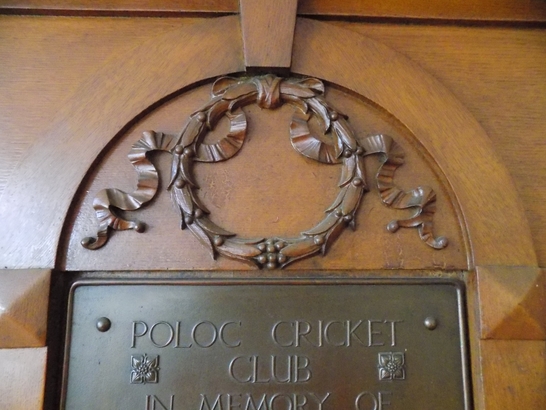 POLOC CRICKET
CLUB
IN MEMORY OF